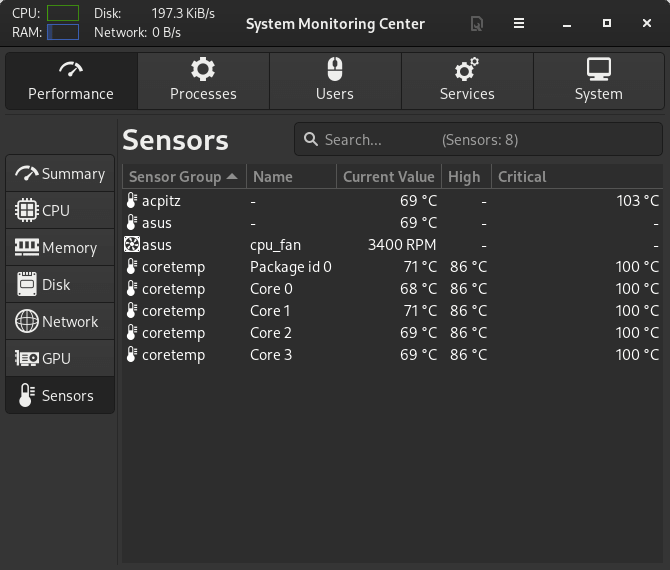 CPU: Disk: 197.3 KiB/s
RAM: Network: 0 B/s
System Monitoring Center
Performance Processes Users Services System
Sensors
Search... (Sensors: 8)
Summary
CPU
Memory
Disk
Network
GPU
Sensors
Sensor Group Name Current Value High Critical
acpitz - 69 °C - 103 °C
asus - 69 °C - -
asus cpu_fan 3400 RPM - -
coretemp Package id 0 71 °C 86 °C 100 °C
coretemp Core 0 68 °C 86 °C 100 °C
coretemp Core 1 71 °C 86 °C 100 °C
coretemp Core 2 69 °C 86 °C 100 °C
coretemp Core 3 69 °C 86 °C 100 °C